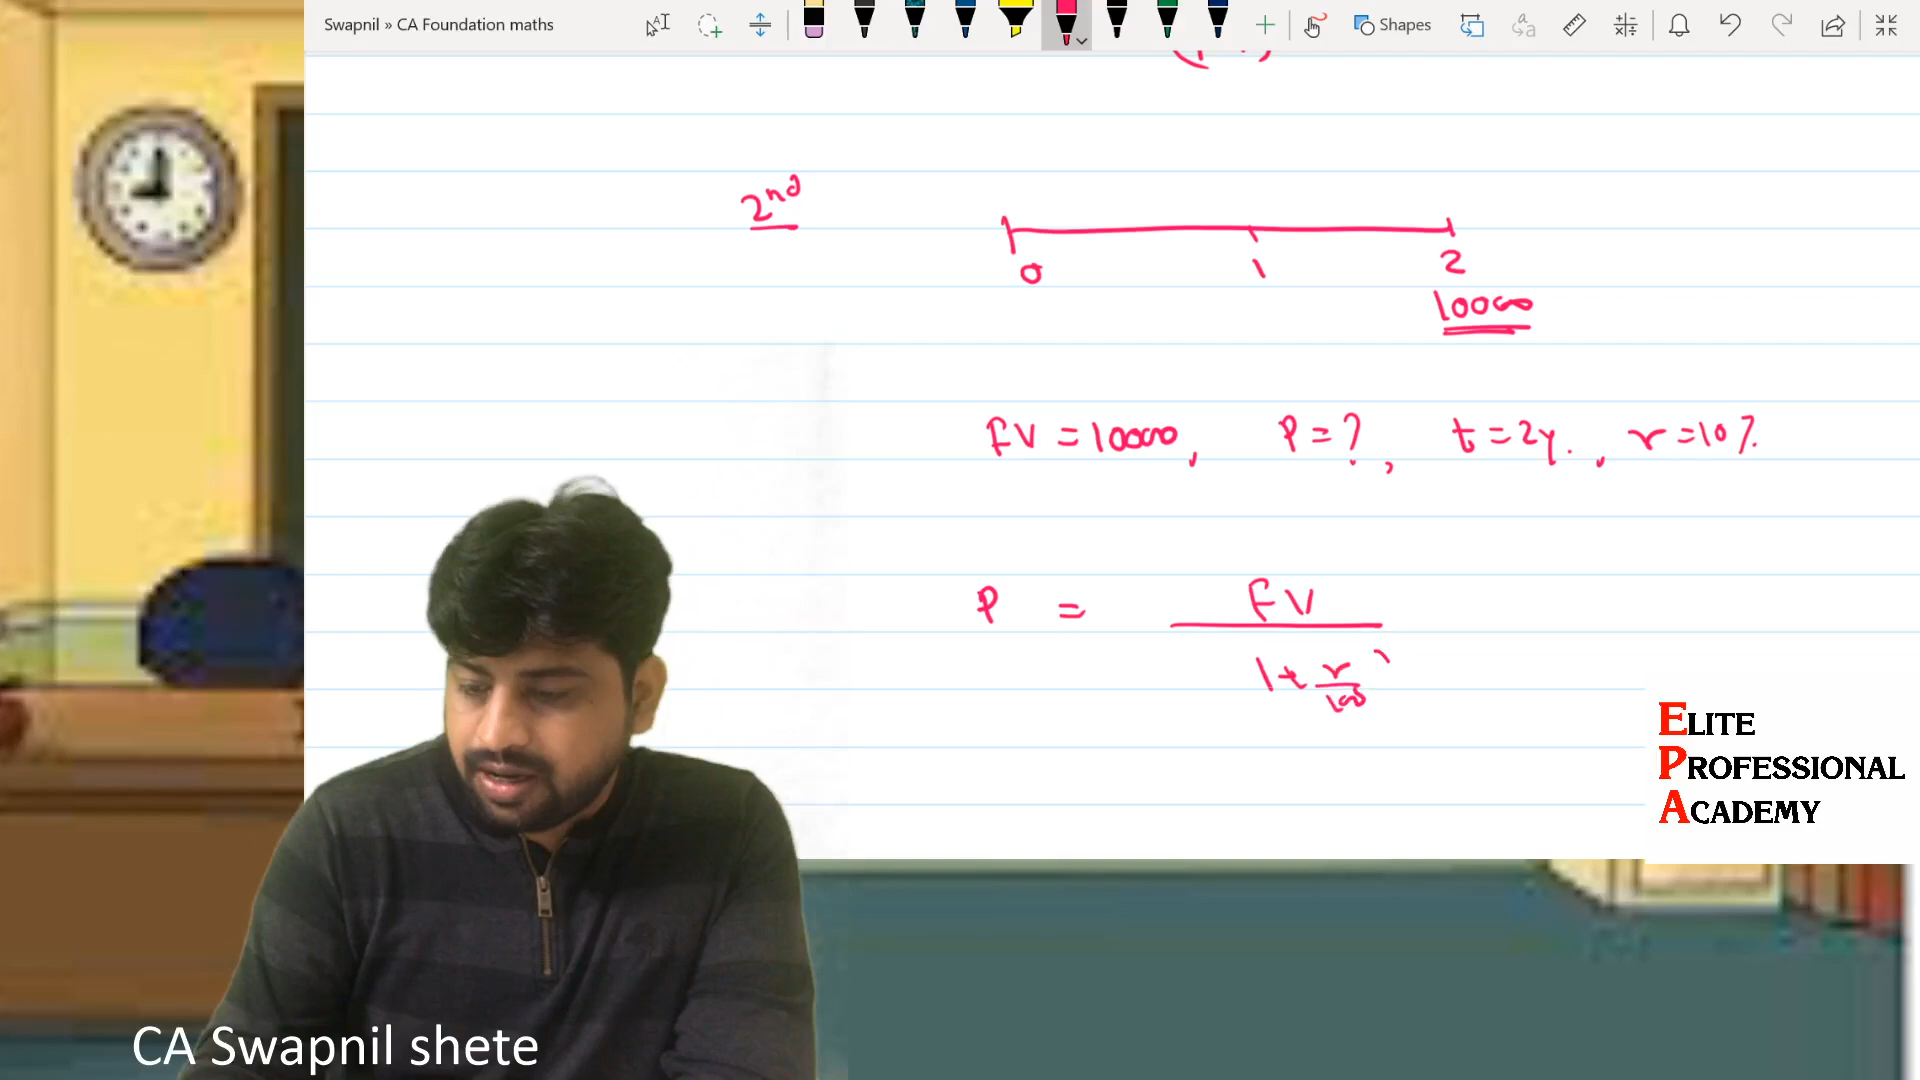 Swapnil » CA Foundation maths
Shapes
2nd
0 1 2
10000
FV = 10000, P = ?, t = 2y., r = 10%
P = FV
1 + r
100
ELITE
PROFESSIONAL
ACADEMY
CA Swapnil shete